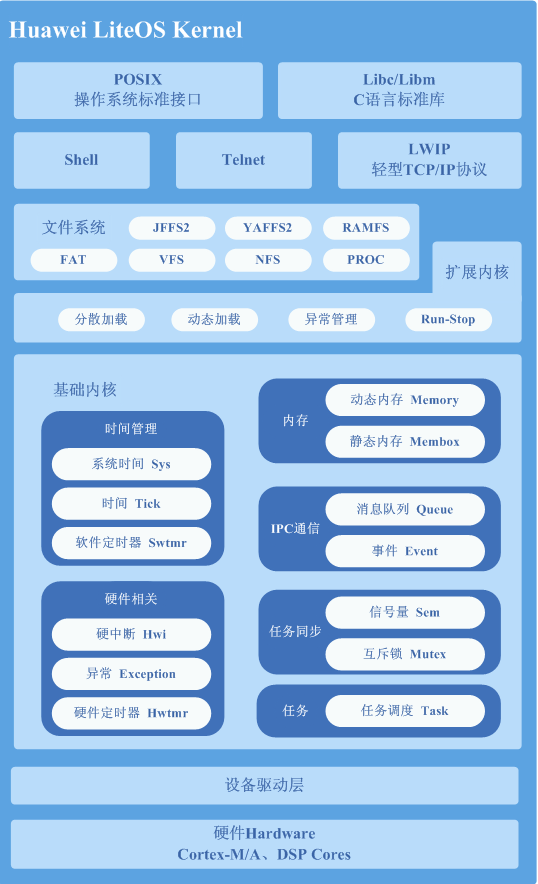 Huawei LiteOS Kernel
POSIX
操作系统标准接口
Libc/Libm
C语言标准库
Shell
Telnet
LWIP
轻型TCP/IP协议
文件系统
JFFS2
YAFFS2
RAMFS
FAT
VFS
NFS
PROC
扩展内核
分散加载
动态加载
异常管理
Run-Stop
基础内核
时间管理
系统时间 Sys
时间 Tick
软件定时器 Swtmr
硬件相关
硬中断 Hwi
异常 Exception
硬件定时器 Hwtmr
内存
动态内存 Memory
静态内存 Membox
IPC通信
消息队列 Queue
事件 Event
任务同步
信号量 Sem
互斥锁 Mutex
任务
任务调度 Task
设备驱动层
硬件Hardware
Cortex-M/A、DSP Cores